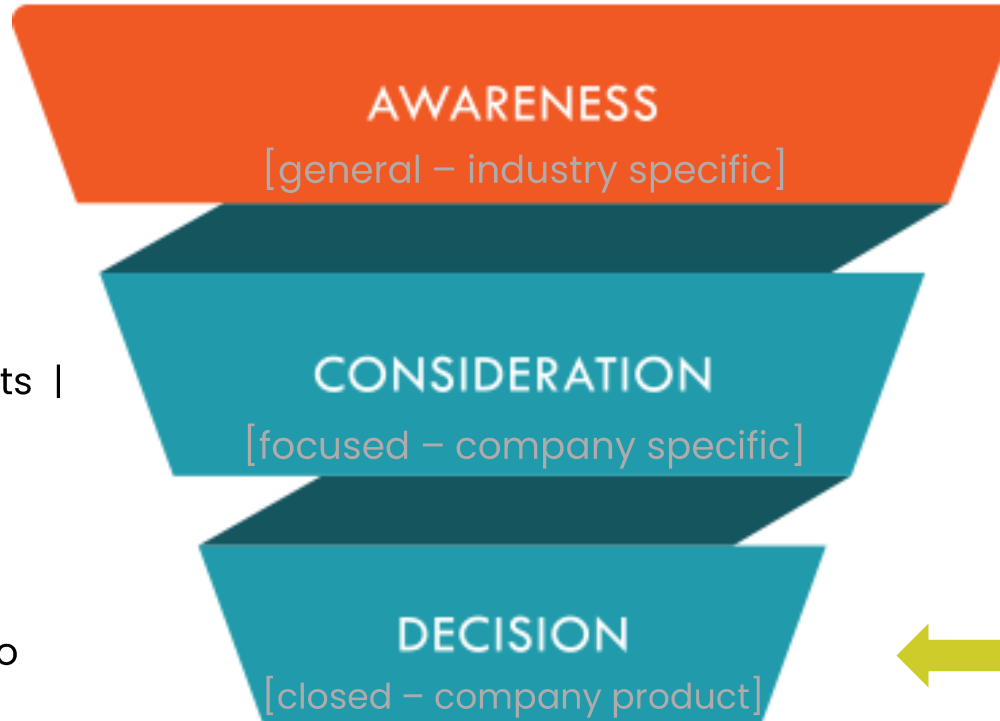 AWARENESS
[general – industry specific]
CONSIDERATION
ts |
[focused – company specific]
DECISION
o
[closed – company product]